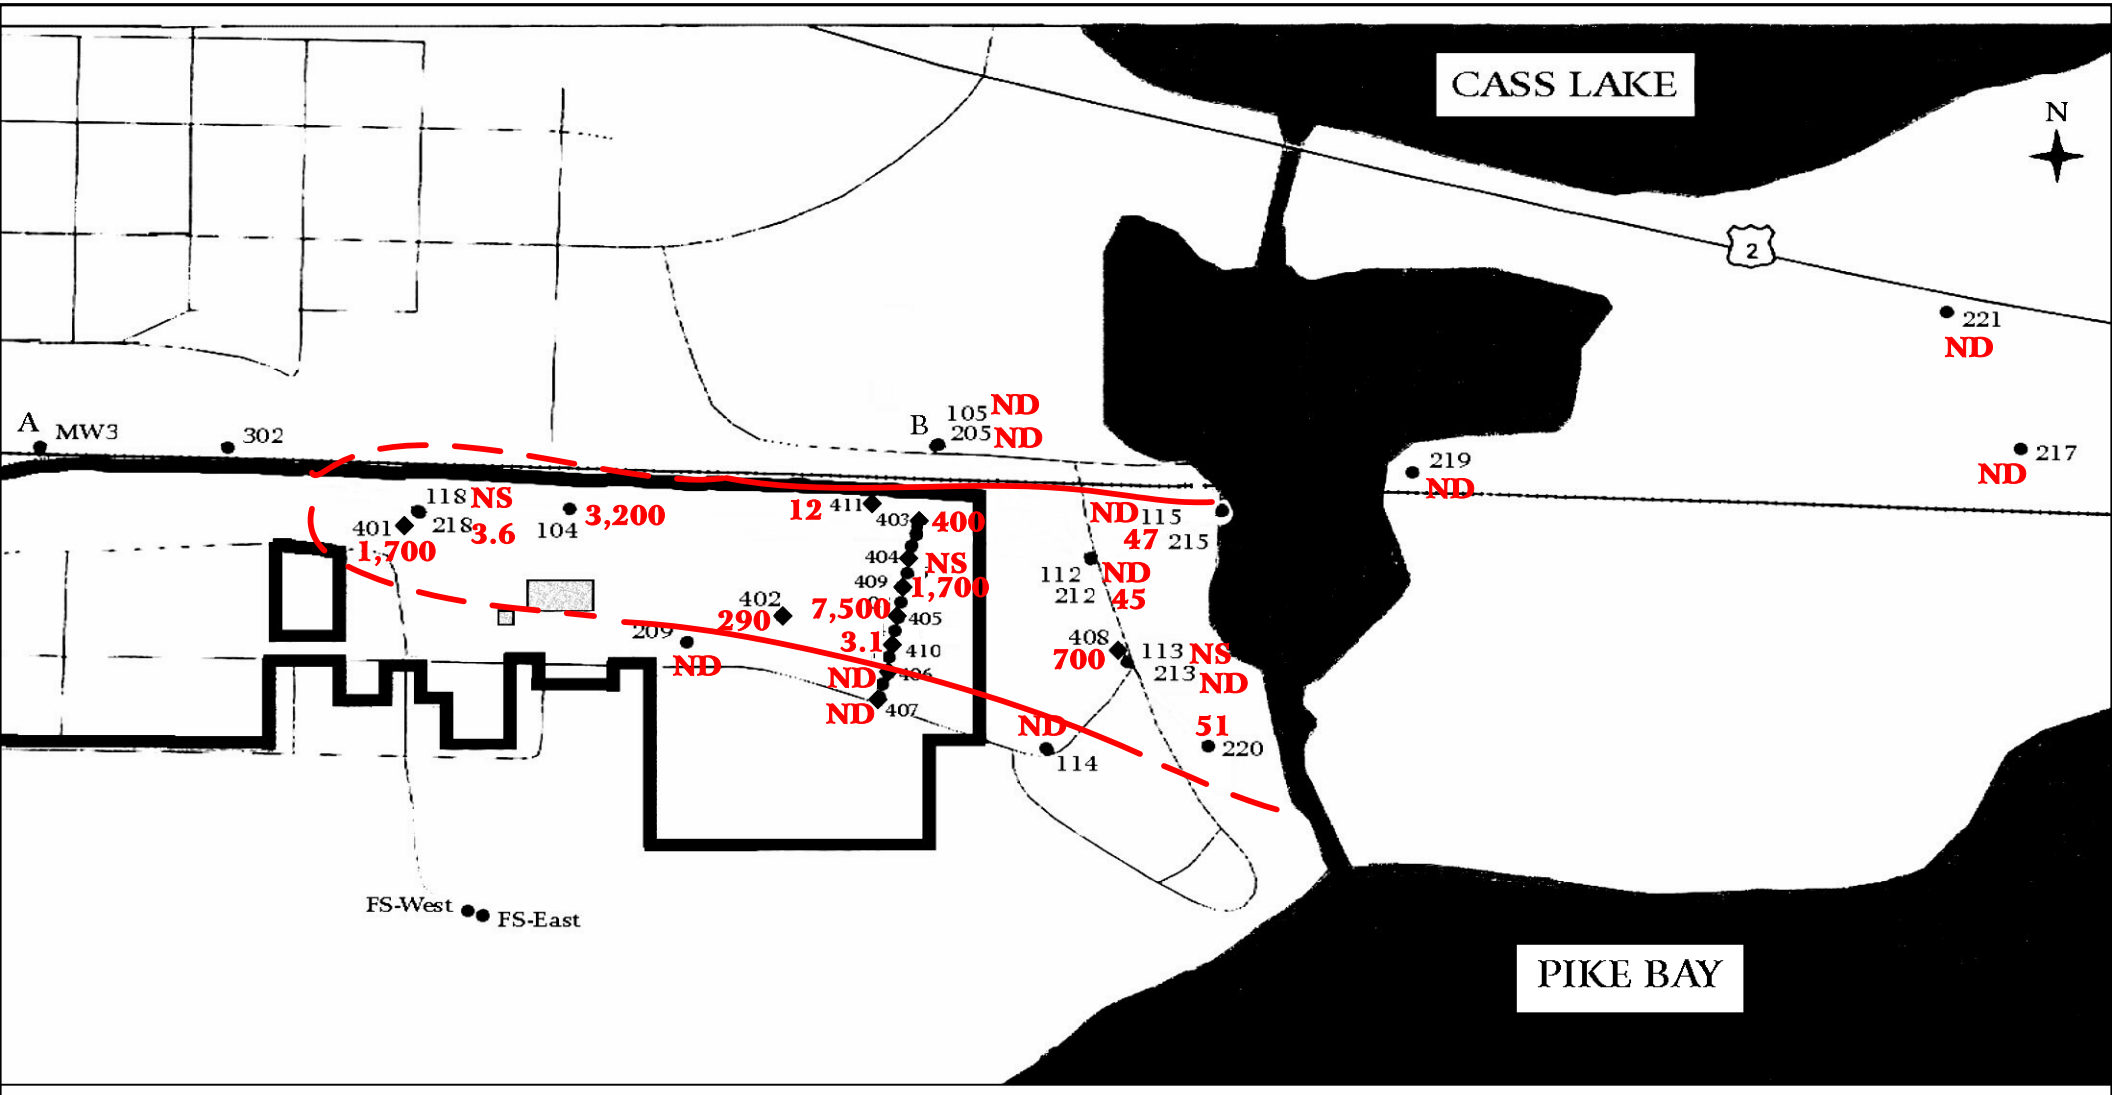 CASS LAKE
N
2
221
ND
A MW3
302
B 105 ND
205 ND
219
ND
217
ND
118 NS
401 218 3.6
1,700
104 3,200
12 411
403 400
ND 115
47 215
404 NS
409 1,700
112 ND
212 45
402
290
7,500 405
209
ND
3.1 410
ND 406
ND 407
408 113 NS
700 213 ND
51
220
ND
114
FS-West FS-East
PIKE BAY